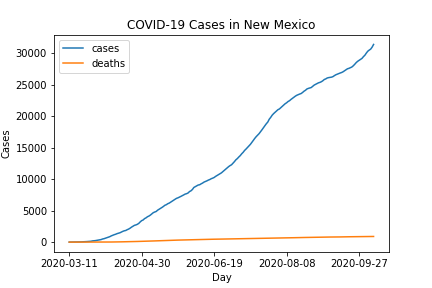 COVID-19 Cases in New Mexico
cases
deaths
30000
25000
20000
15000
10000
5000
0
Cases
2020-03-11 2020-04-30 2020-06-19 2020-08-08 2020-09-27
Day